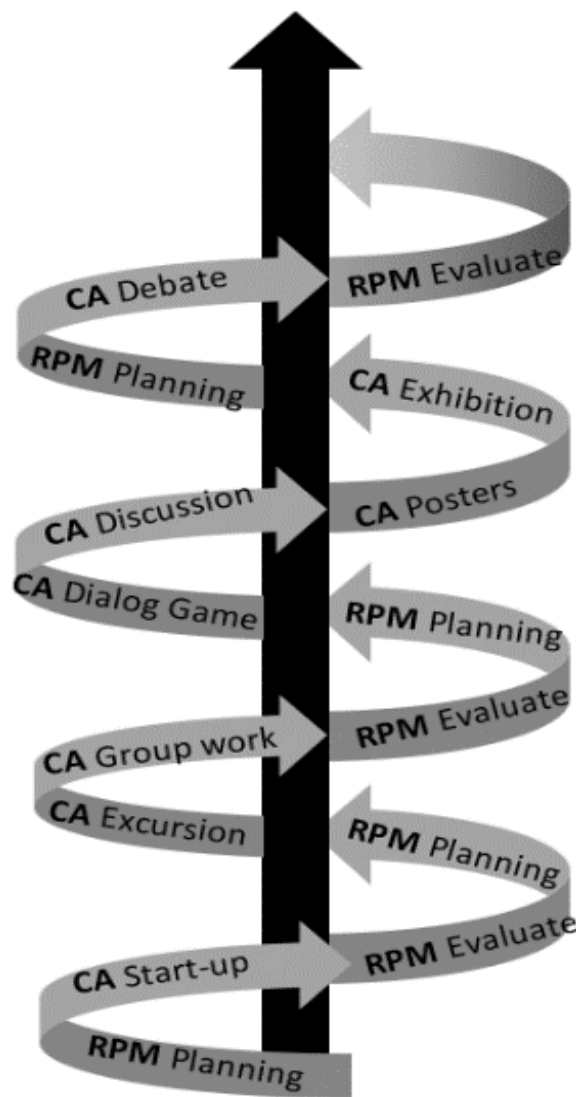 CA Debate
RPM Evaluate
RPM Planning
CA Exhibition
CA Discussion
CA Posters
CA Dialog Game
RPM Planning
CA Group work
RPM Evaluate
CA Excursion
RPM Planning
CA Start-up
RPM Evaluate
RPM Planning